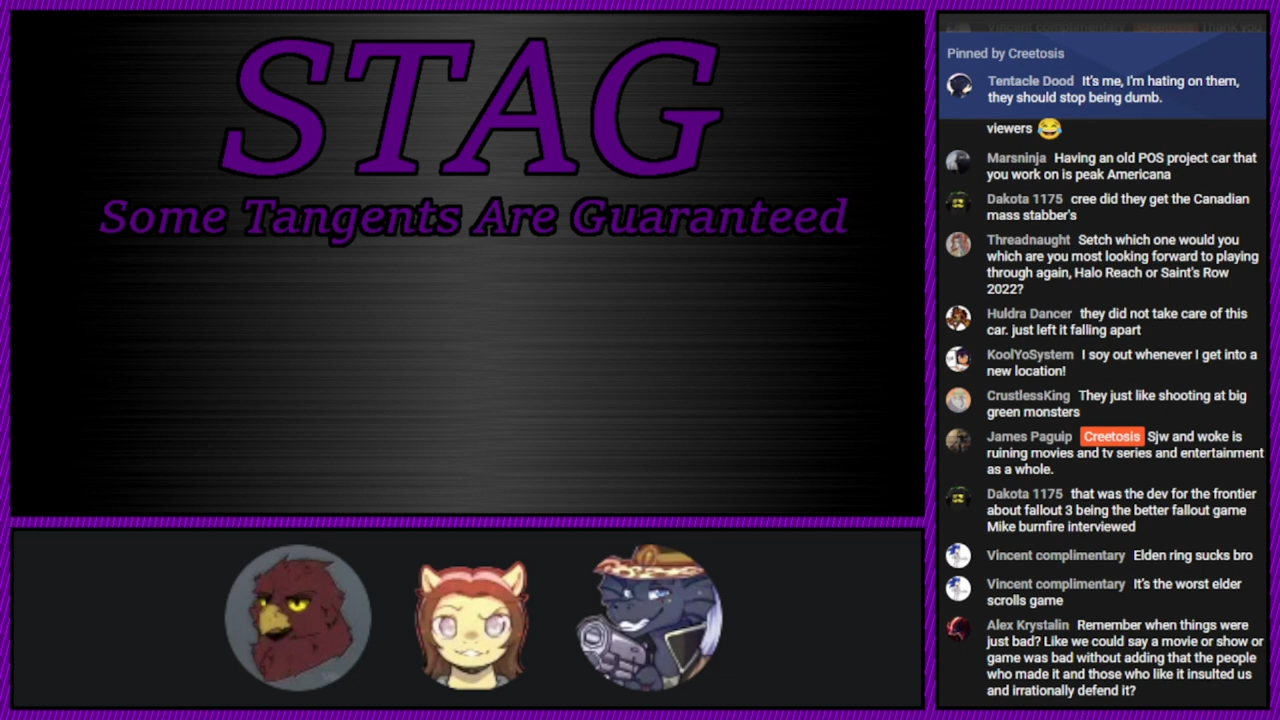 STAG
Some Tangents Are Guaranteed
Vincent complimentary Creetosis Thank you
Pinned by Creetosis
Tentacle Dood It's me, I'm hating on them,
they should stop being dumb.
viewers 😂
Marsninja Having an old POS project car that
you work on is peak Americana
Dakota 1175 cree did they get the Canadian
mass stabber's
Threadnaught Setch which one would you
which are you most looking forward to playing
through again, Halo Reach or Saint's Row
2022?
Huldra Dancer they did not take care of this
car. just left it falling apart
KoolYoSystem I soy out whenever I get into a
new location!
CrustlessKing They just like shooting at big
green monsters
James Paguip Creetosis Sjw and woke is
ruining movies and tv series and entertainment
as a whole.
Dakota 1175 that was the dev for the frontier
about fallout 3 being the better fallout game
Mike burnfire interviewed
Vincent complimentary Elden ring sucks bro
Vincent complimentary It's the worst elder
scrolls game
Alex Krystalin Remember when things were
just bad? Like we could say a movie or show or
game was bad without adding that the people
who made it and those who like it insulted us
and irrationally defend it?